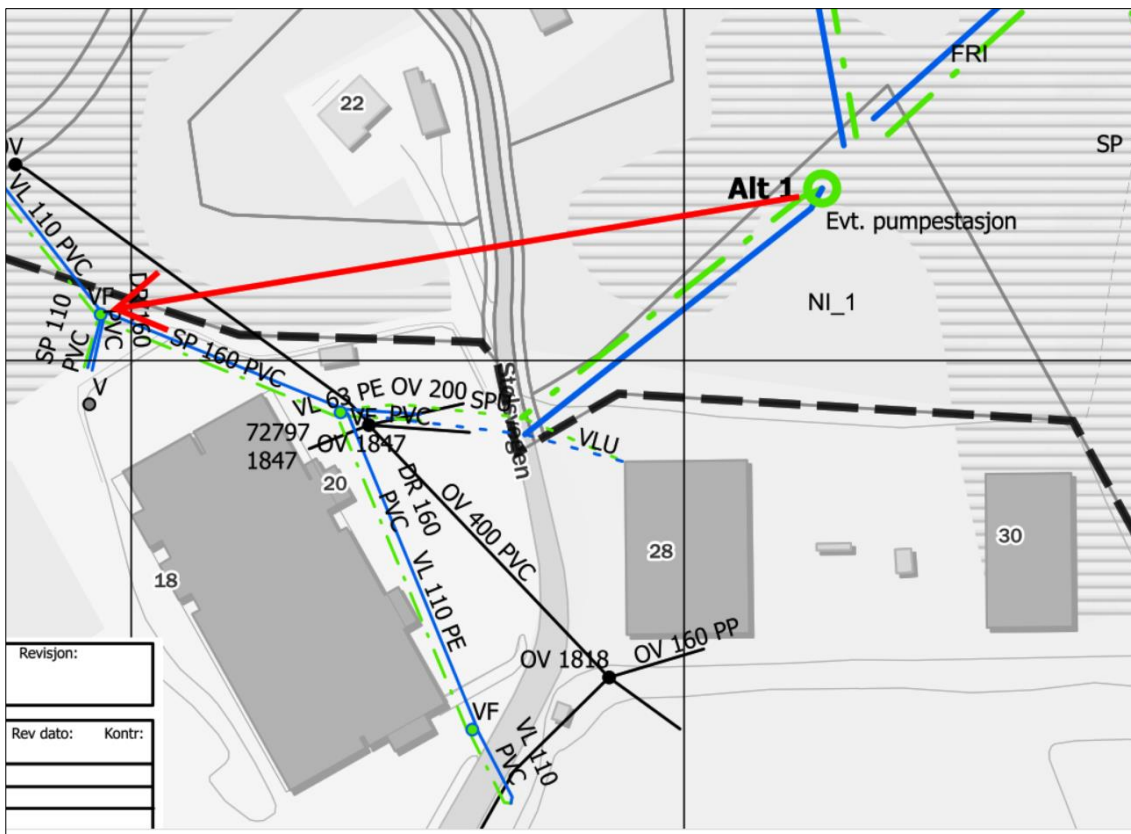 FRI
22
SP
OV
Alt 1
Evt. pumpestasjon
VL 110 PVC
NI_1
DR 160
PVC
VF
SP 110
PVC
SP 160 PVC
V
VL 63 PE
OV 200
PVC
SPU
VF
VLU
Stølsvegen
72797
1847
OV 1847
20
DR 160
PVC
OV 400 PVC
28
30
18
VL 110 PE
OV 1818
OV 160 PP
VF
VL 110
PVC
Revisjon:
Rev dato:
Kontr: